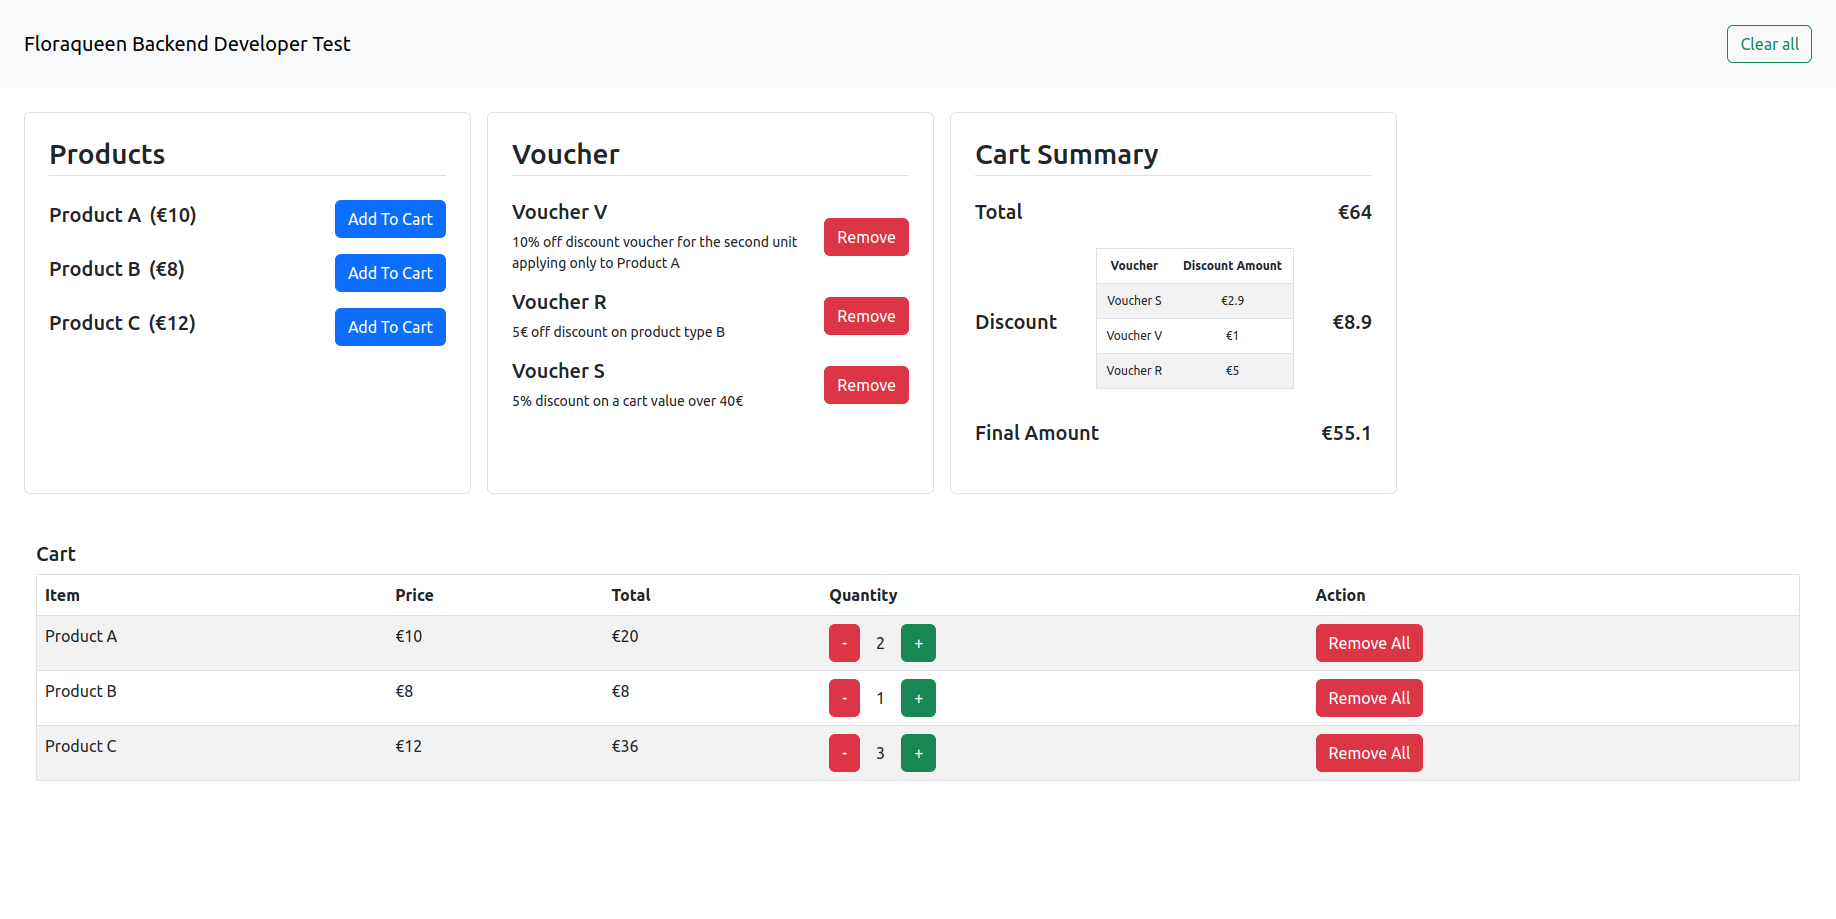 Floraqueen Backend Developer Test
Clear all
Products
Product A (€10)
Add To Cart
Product B (€8)
Add To Cart
Product C (€12)
Add To Cart
Voucher
Voucher V
10% off discount voucher for the second unit
applying only to Product A
Remove
Voucher R
5€ off discount on product type B
Remove
Voucher S
5% discount on a cart value over 40€
Remove
Cart Summary
Total €64
Discount
Voucher Discount Amount
Voucher S €2.9
Voucher V €1
Voucher R €5
€8.9
Final Amount €55.1
Cart
Item Price Total Quantity Action
Product A €10 €20 - 2 + Remove All
Product B €8 €8 - 1 + Remove All
Product C €12 €36 - 3 + Remove All